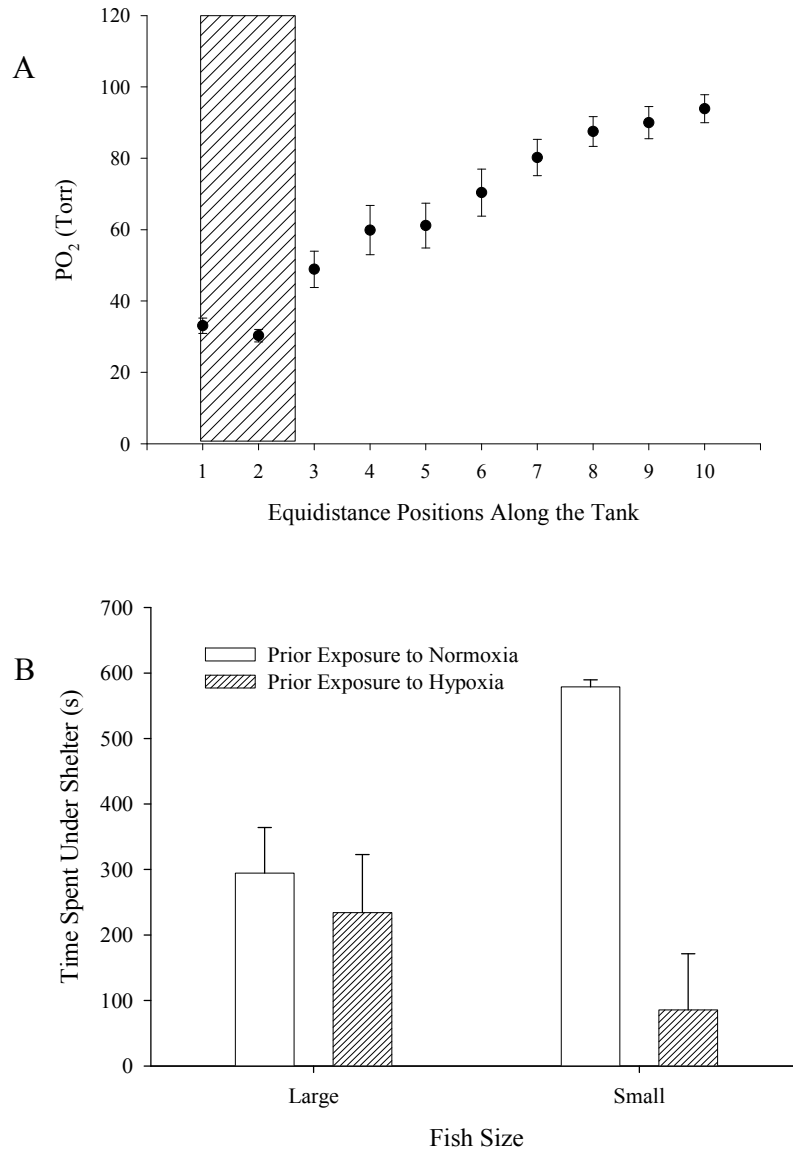 A
120
100
80
60
40
20
0
PO₂ (Torr)
1 2 3 4 5 6 7 8 9 10
Equidistance Positions Along the Tank
B
700
600
500
400
300
200
100
0
Time Spent Under Shelter (s)
Prior Exposure to Normoxia
Prior Exposure to Hypoxia
Large Small
Fish Size